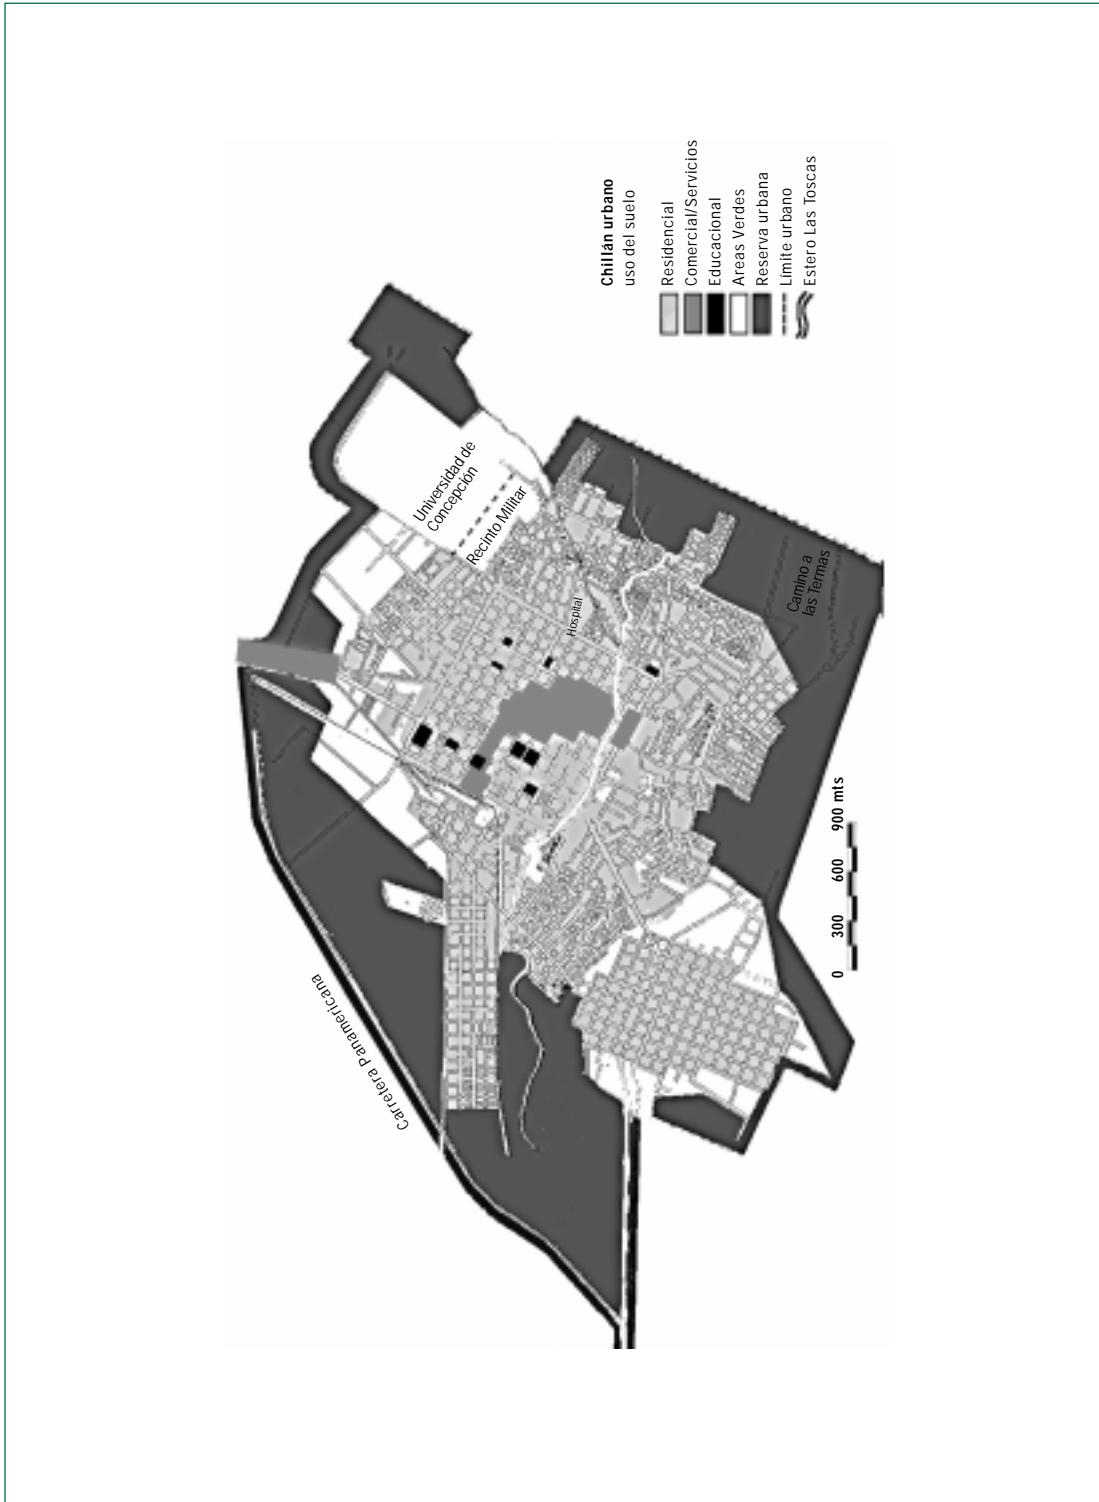 Chillán urbano
uso del suelo
Residencial
Comercial/Servicios
Educacional
Areas Verdes
Reserva urbana
Límite urbano
Estero Las Toscas
Universidad de
Concepción
Recinto Militar
Hospital
Camino a
las Termas
Carretera Panamericana
0 300 600 900 mts